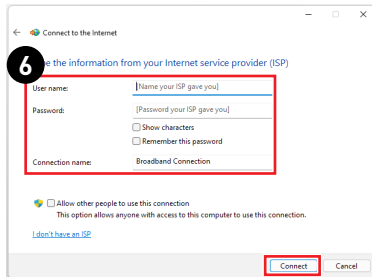 Connect to the Internet
6
e the information from your Internet service provider (ISP)
User name:
[Name your ISP gave you]
Password:
[Password your ISP gave you]
Show characters
Remember this password
Connection name:
Broadband Connection
Allow other people to use this connection
This option allows anyone with access to this computer to use this connection.
I don't have an ISP
Connect
Cancel